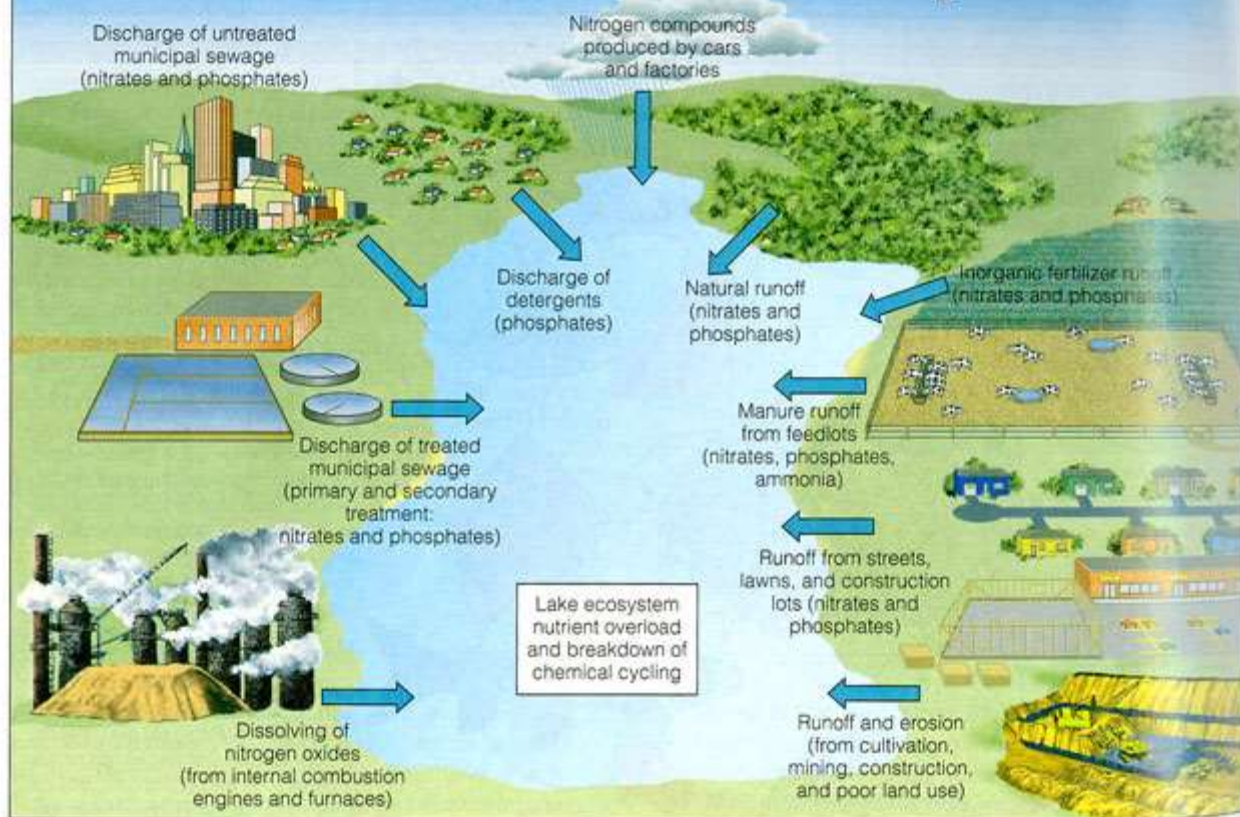 Discharge of untreated
municipal sewage
(nitrates and phosphates)
Nitrogen compounds
produced by cars
and factories
Discharge of
detergents
(phosphates)
Natural runoff
(nitrates and
phosphates)
Inorganic fertilizer runoff
(nitrates and phosphates)
Manure runoff
from feedlots
(nitrates, phosphates,
ammonia)
Discharge of treated
municipal sewage
(primary and secondary
treatment:
nitrates and phosphates)
Runoff from streets,
lawns, and construction
lots (nitrates and
phosphates)
Lake ecosystem
nutrient overload
and breakdown of
chemical cycling
Dissolving of
nitrogen oxides
(from internal combustion
engines and furnaces)
Runoff and erosion
(from cultivation,
mining, construction,
and poor land use)